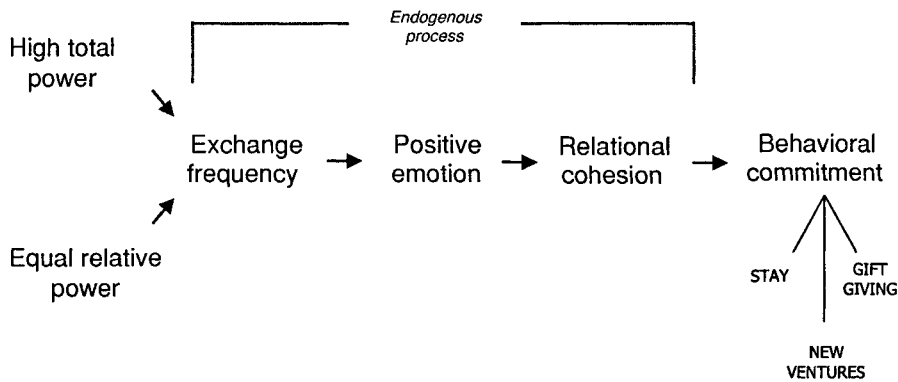 Endogenous
process
High total
power
Exchange
frequency
Positive
emotion
Relational
cohesion
Behavioral
commitment
Equal relative
power
STAY
GIFT
GIVING
NEW
VENTURES